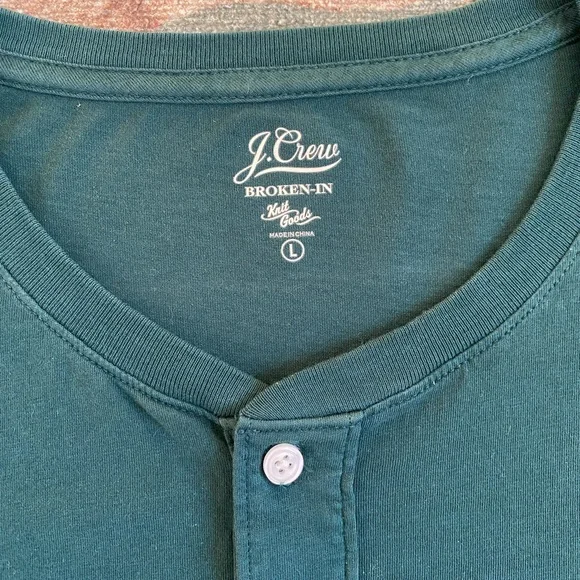 J.Crew
BROKEN-IN
Knit
Goods
MADE IN CHINA
L